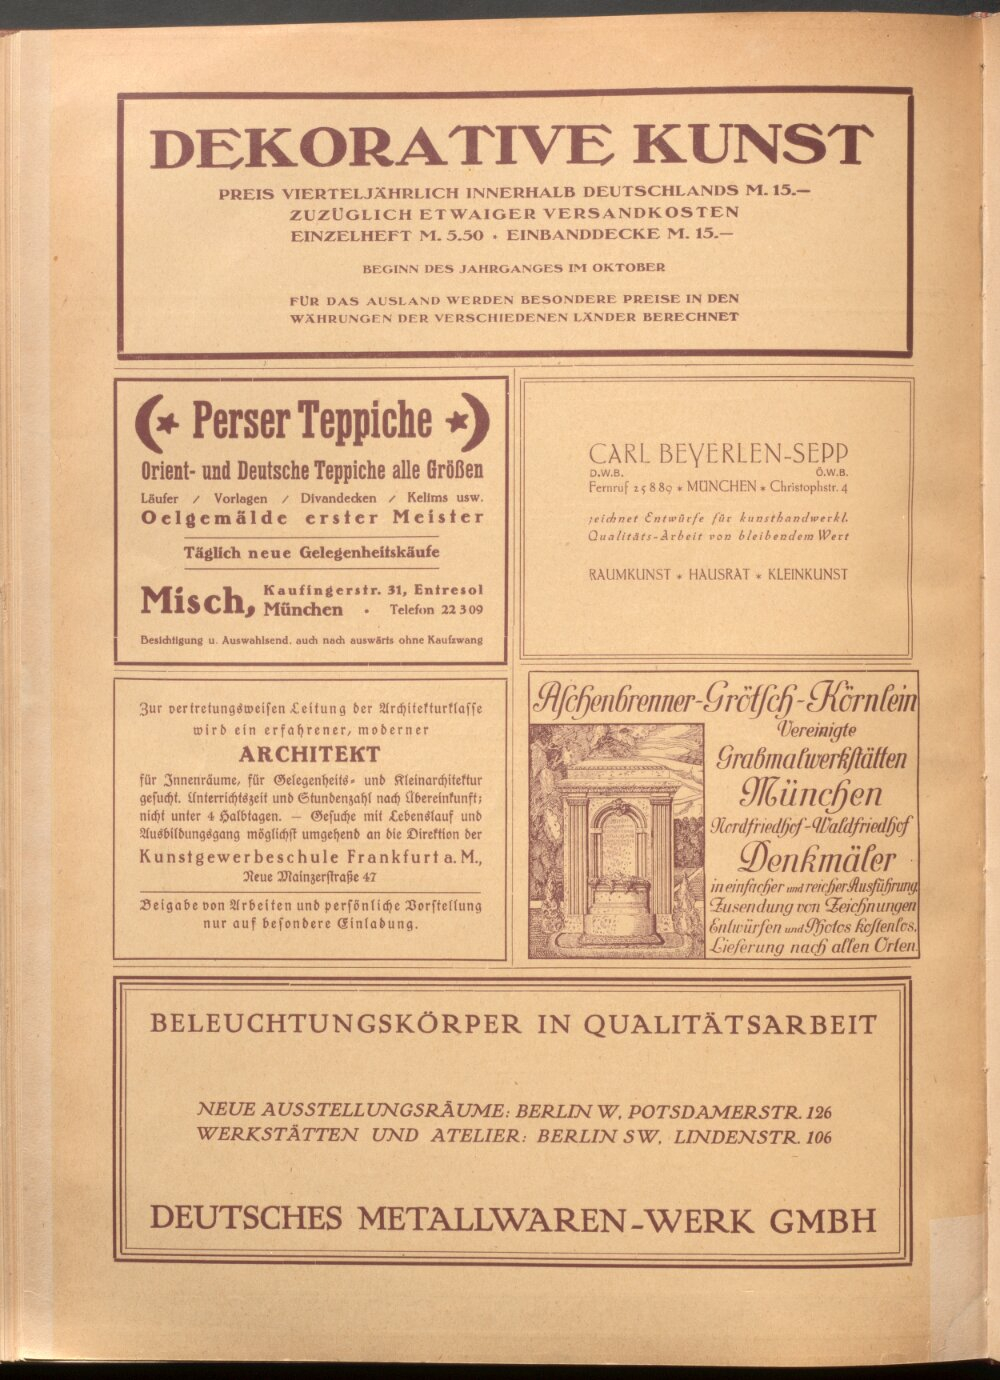 DEKORATIVE KUNST
PREIS VIERTELJÄHRLICH INNERHALB DEUTSCHLANDS M. 15.—
ZUZÜGLICH ETWAIGER VERSANDKOSTEN
EINZELHEFT M. 5.50 • EINBANDDECKE M. 15.—
BEGINN DES JAHRGANGES IM OKTOBER
FÜR DAS AUSLAND WERDEN BESONDERE PREISE IN DEN
WÄHRUNGEN DER VERSCHIEDENEN LÄNDER BERECHNET
Perser Teppiche
Orient- und Deutsche Teppiche alle Größen
Läufer / Vorlagen / Divandecken / Kelims usw.
Oelgemälde erster Meister
Täglich neue Gelegenheitskäufe
Misch, Kaufingerstr. 31, Entresol
München • Telefon 22309
Besichtigung u. Auswahlsend. auch nach auswärts ohne Kaufzwang
CARL BEYERLEN-SEPP
D.W.B. Ö.W.B.
Fernruf 25889 * MÜNCHEN * Christophstr. 4
zeichnet Entwürfe für kunsthandwerkl.
Qualitäts-Arbeit von bleibendem Wert
RAUMKUNST * HAUSRAT * KLEINKUNST
Zur vertretungsweisen Leitung der Architekturklasse
wird ein erfahrener, moderner
ARCHITEKT
für Innenräume, für Gelegenheits- und Kleinarchitektur
gesucht. Unterrichtszeit und Stundenzahl nach Übereinkunft;
nicht unter 4 Halbtagen. — Gesuche mit Lebenslauf und
Ausbildungsgang möglichst umgehend an die Direktion der
Kunstgewerbeschule Frankfurt a. M.,
Neue Mainzerstraße 47
Beigabe von Arbeiten und persönliche Vorstellung
nur auf besondere Einladung.
Aschenbrenner-Grötsch-Körnlein
Vereinigte
Grabmalwerkstätten
München
Nordfriedhof-Waldfriedhof
Denkmäler
in einfacher und reicher Ausführung.
Zusendung von Zeichnungen
Entwürfen und Photos kostenlos.
Lieferung nach allen Orten.
BELEUCHTUNGSKÖRPER IN QUALITÄTSARBEIT
NEUE AUSSTELLUNGSRÄUME: BERLIN W, POTSDAMERSTR. 126
WERKSTÄTTEN UND ATELIER: BERLIN SW, LINDENSTR. 106
DEUTSCHES METALLWAREN-WERK GMBH